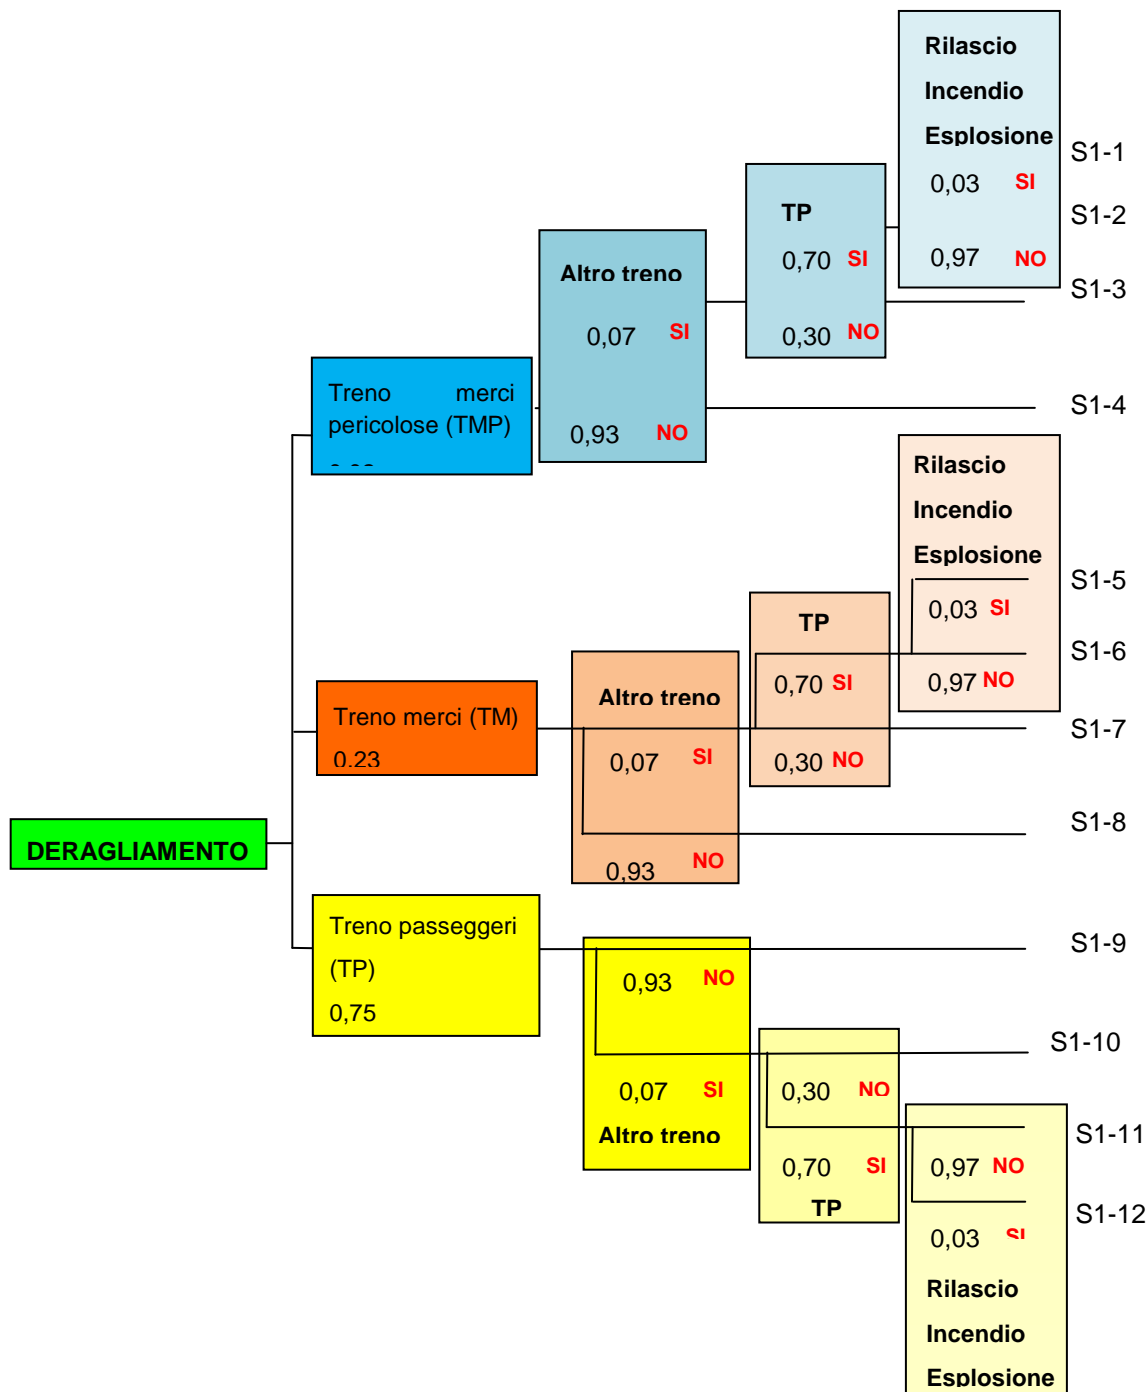 Rilascio
Incendio
Esplosione
0,03 SI
0,97 NO
S1-1
S1-2
S1-3
TP
0,70 SI
0,30 NO
Altro treno
0,07 SI
0,93 NO
S1-4
Treno merci
pericolose (TMP)
Rilascio
Incendio
Esplosione
0,03 SI
0,97 NO
S1-5
S1-6
S1-7
TP
0,70 SI
0,30 NO
Altro treno
0,07 SI
0,93 NO
S1-8
Treno merci (TM)
0.23
DERAGLIAMENTO
Treno passeggeri
(TP)
0,75
S1-9
0,93 NO
0,07 SI
Altro treno
S1-10
0,30 NO
0,70 SI
TP
S1-11
0,97 NO
S1-12
0,03 SI
Rilascio
Incendio
Esplosione